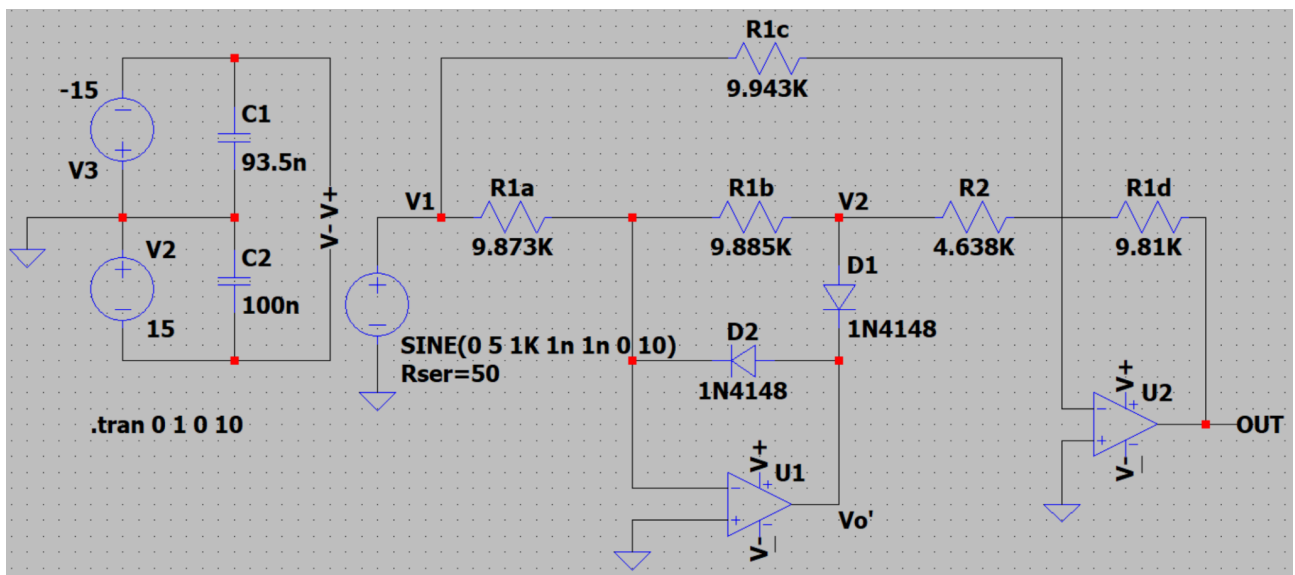 R1c
9.943K
-15
V3
C1
93.5n
V+
V-
V2
15
C2
100n
V1
R1a
9.873K
R1b
9.885K
V2
R2
4.638K
R1d
9.81K
D1
1N4148
D2
1N4148
SINE(0 5 1K 1n 1n 0 10)
Rser=50
.tran 0 1 0 10
V+
U2
V-
OUT
V+
U1
V-
Vo'